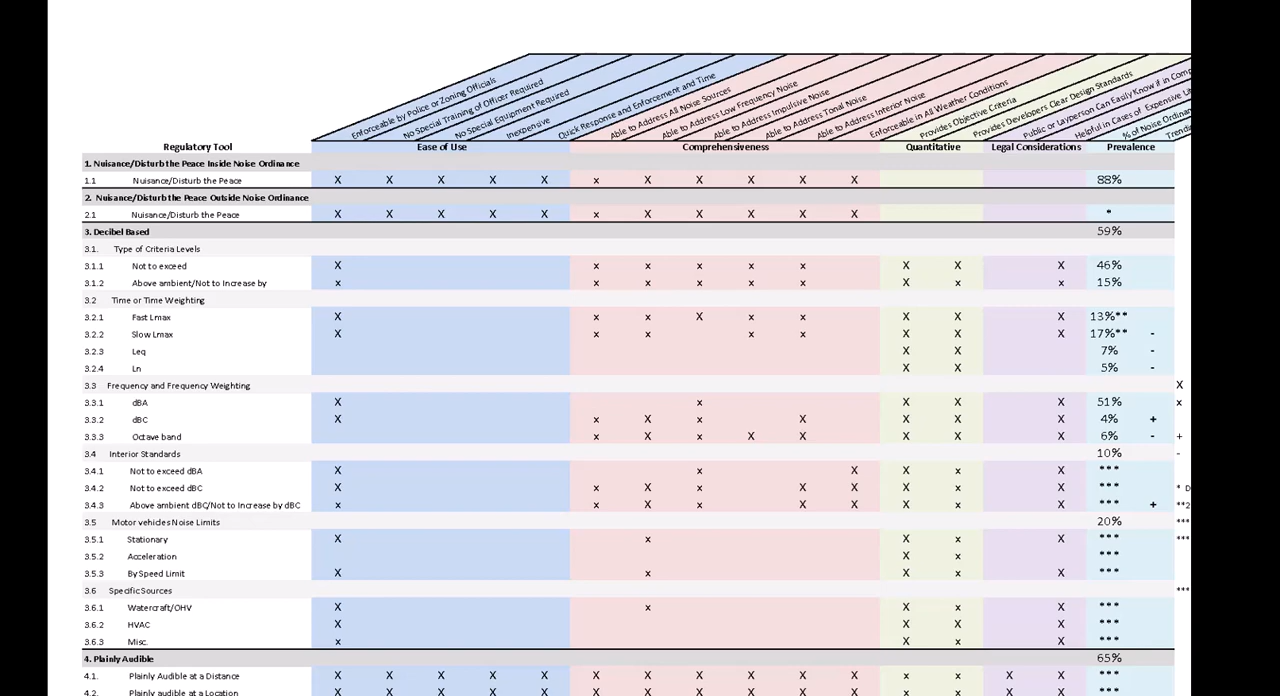 Enforceable by Police or Zoning Officials
No Special Training of Officer Required
No Special Equipment Required
Inexpensive
Quick Response and Enforcement and Time
Able to Address All Noise Sources
Able to Address Low Frequency Noise
Able to Address Impulsive Noise
Able to Address Tonal Noise
Able to Address Interior Noise
Enforceable in All Weather Conditions
Provides Objective Criteria
Provides Developers Clear Design Standards
Public or Layperson Can Easily Know if in Comp
Helpful in Cases of Expensive Lit
% of Noise Ordinan
Trendin
Regulatory Tool Ease of Use Comprehensiveness Quantitative Legal Considerations Prevalence
1. Nuisance/Disturb the Peace Inside Noise Ordinance
1.1 Nuisance/Disturb the Peace X X X X X x X X X X X 88%
2. Nuisance/Disturb the Peace Outside Noise Ordinance
2.1 Nuisance/Disturb the Peace X X X X X x X X X X X *
3. Decibel Based 59%
3.1. Type of Criteria Levels
3.1.1 Not to exceed X x x x x x X X X 46%
3.1.2 Above ambient/Not to Increase by x x x x x x X x x 15%
3.2 Time or Time Weighting
3.2.1 Fast Lmax X x x X x x X X X 13%**
3.2.2 Slow Lmax X x x x x X X X 17%** -
3.2.3 Leq X X 7% -
3.2.4 Ln X X 5% -
3.3 Frequency and Frequency Weighting X
3.3.1 dBA X x X X X 51% x
3.3.2 dBC X x X x X X X X 4% +
3.3.3 Octave band x X x X X X X X 6% - +
3.4 Interior Standards 10% -
3.4.1 Not to exceed dBA X x X X x X ***
3.4.2 Not to exceed dBC X x X x X X X x X *** * D
3.4.3 Above ambient dBC/Not to Increase by dBC x x X x X X X x X *** + **2
3.5 Motor vehicles Noise Limits 20% ***
3.5.1 Stationary X x X x X *** ***
3.5.2 Acceleration X x ***
3.5.3 By Speed Limit X x X x X ***
3.6 Specific Sources ***
3.6.1 Watercraft/OHV X x X x X ***
3.6.2 HVAC X X X X ***
3.6.3 Misc. x X x X ***
4. Plainly Audible 65%
4.1. Plainly Audible at a Distance X X X X X X X X X X X x x X X ***
4.2. Plainly audible at a Location X X X X X X X X X X X x x X X ***